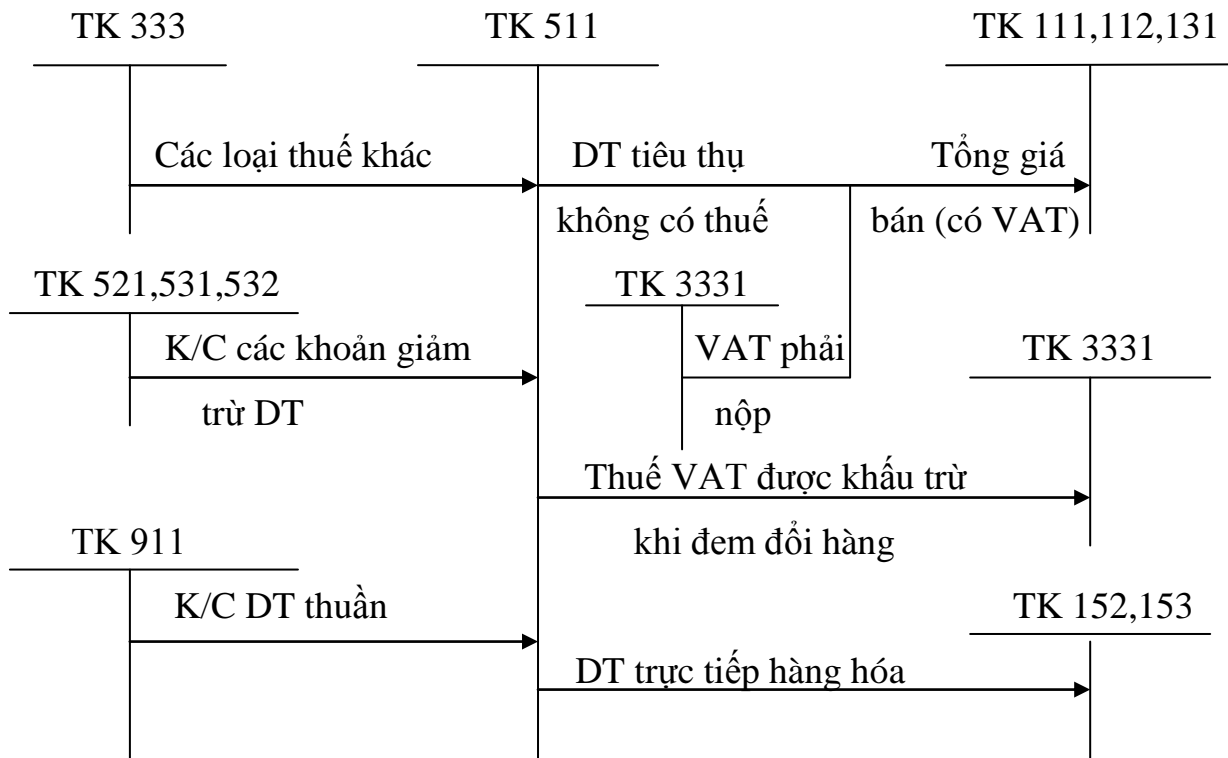 TK 333
TK 511
TK 111,112,131
Các loại thuế khác
DT tiêu thụ
Tổng giá
không có thuế
bán (có VAT)
TK 521,531,532
TK 3331
K/C các khoản giảm
VAT phải
TK 3331
trừ DT
nộp
Thuế VAT được khấu trừ
TK 911
khi đem đổi hàng
K/C DT thuần
TK 152,153
DT trực tiếp hàng hóa